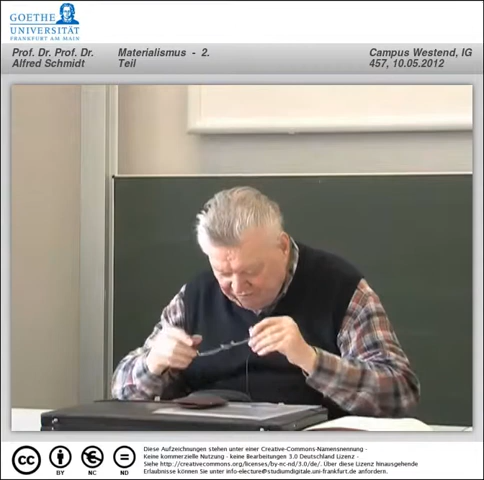 GOETHE
UNIVERSITÄT
FRANKFURT AM MAIN
Prof. Dr. Prof. Dr. Materialismus - 2. Campus Westend, IG
Alfred Schmidt Teil 457, 10.05.2012
Diese Aufzeichnungen stehen unter einer Creative-Commons-Namensnennung -
Keine kommerzielle Nutzung - keine Bearbeitungen 3.0 Deutschland Lizenz -
Siehe http://creativecommons.org/licenses/by-nc-nd/3.0/de/. Über diese Lizenz hinausgehende
Erlaubnisse können Sie unter info-electure@studiumdigitale.uni-frankfurt.de anfordern.
cc BY NC ND